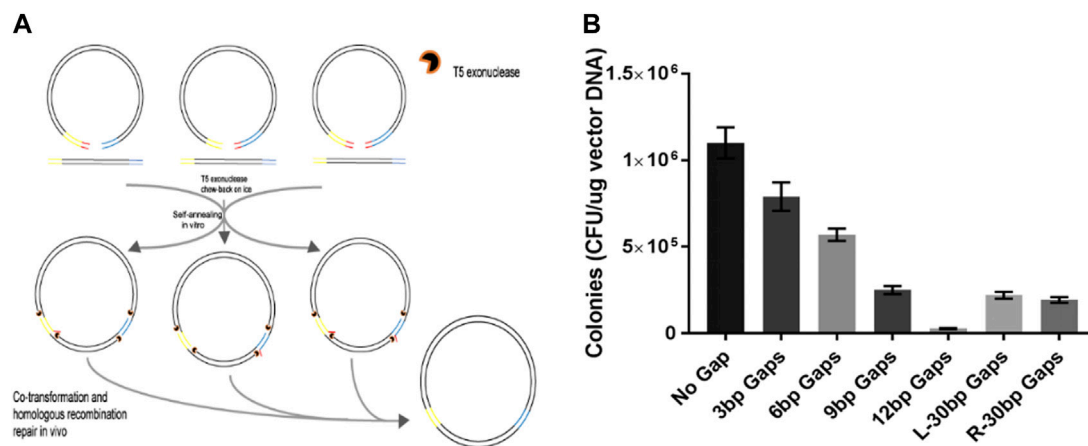 A
T5 exonuclease
T5 exonuclease
chew-back on ice
Self-annealing
in vitro
Co-transformation and
homologous recombination
repair in vivo
B
Colonies (CFU/ug vector DNA)
1.5×10⁶
1×10⁶
5×10⁵
0
No Gap
3bp Gaps
6bp Gaps
9bp Gaps
12bp Gaps
L-30bp Gaps
R-30bp Gaps